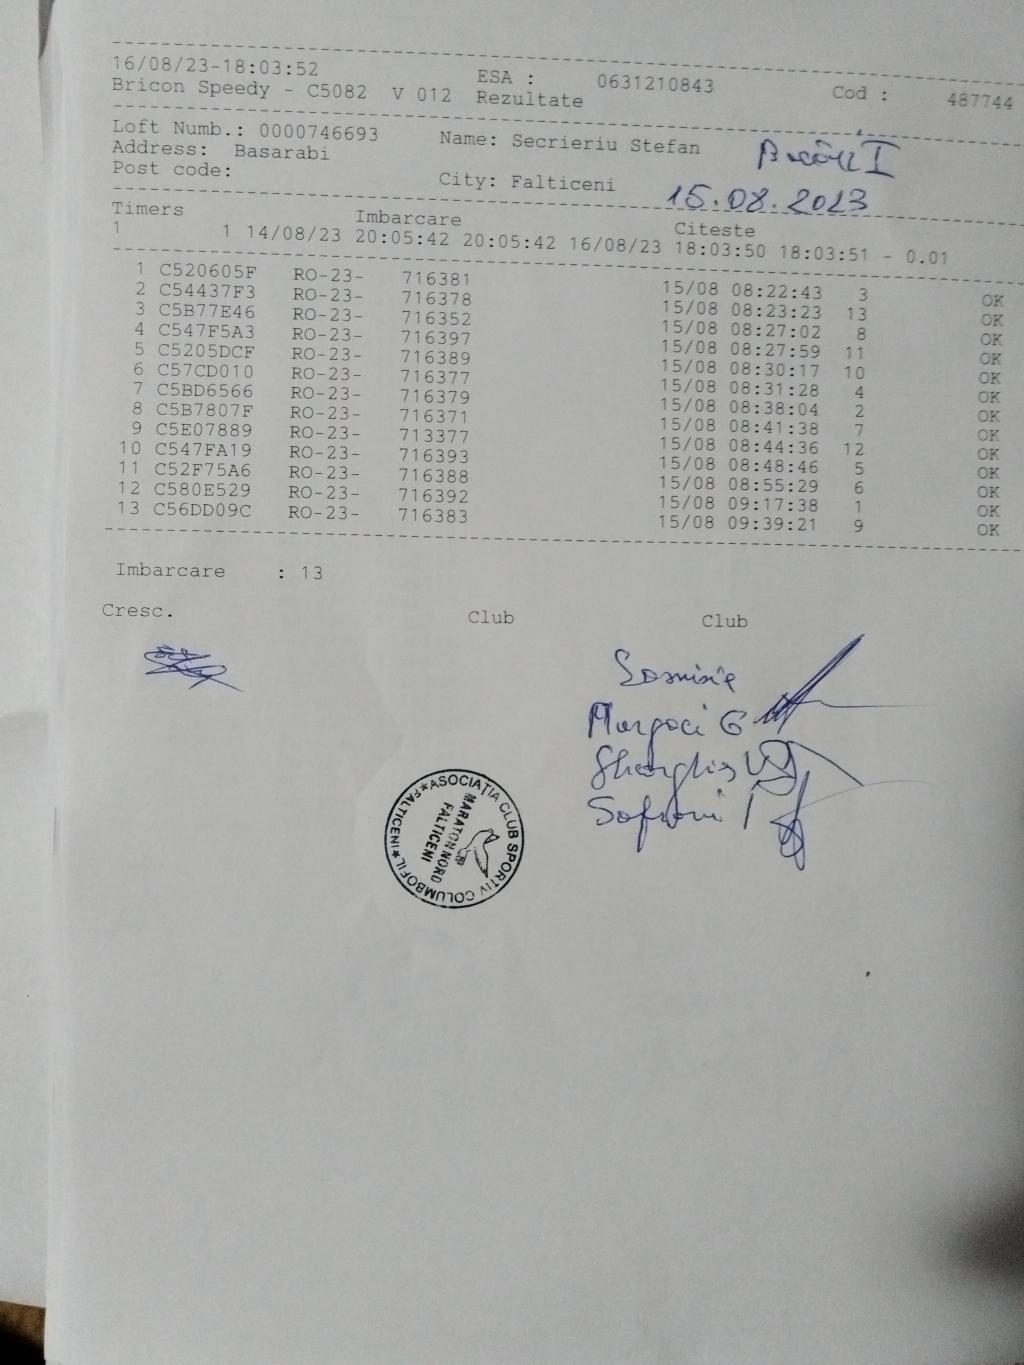 16/08/23-18:03:52 ESA : 0631210843 Cod : 487744
Bricon Speedy - C5082 V 012 Rezultate
Loft Numb.: 0000746693 Name: Secrieriu Stefan
Address: Basarabi
Post code: City: Falticeni
15.08.2023
Timers Imbarcare Citeste
1 1 14/08/23 20:05:42 20:05:42 16/08/23 18:03:50 18:03:51 - 0.01
1 C520605F RO-23- 716381 15/08 08:22:43 3 OK
2 C54437F3 RO-23- 716378 15/08 08:23:23 13 OK
3 C5B77E46 RO-23- 716352 15/08 08:27:02 8 OK
4 C547F5A3 RO-23- 716397 15/08 08:27:59 11 OK
5 C5205DCF RO-23- 716389 15/08 08:30:17 10 OK
6 C57CD010 RO-23- 716377 15/08 08:31:28 4 OK
7 C5BD6566 RO-23- 716379 15/08 08:38:04 2 OK
8 C5B7807F RO-23- 716371 15/08 08:41:38 7 OK
9 C5E07889 RO-23- 713377 15/08 08:44:36 12 OK
10 C547FA19 RO-23- 716393 15/08 08:48:46 5 OK
11 C52F75A6 RO-23- 716388 15/08 08:55:29 6 OK
12 C580E529 RO-23- 716392 15/08 09:17:38 1 OK
13 C56DD09C RO-23- 716383 15/08 09:39:21 9 OK
Imbarcare : 13
Cresc. Club Club
Murgoci G
Sofroni I
ASOCIAȚIA CLUB SPORTIV COLUMBOFIL * FALTICENI *
MARATON NORD
FALTICENI